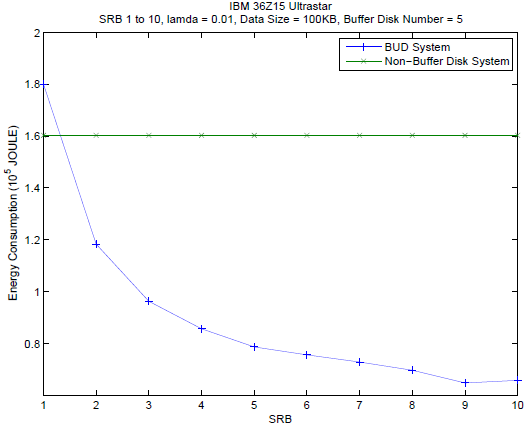 IBM 36Z15 Ultrastar
SRB 1 to 10, lamda = 0.01, Data Size = 100KB, Buffer Disk Number = 5
BUD System
Non-Buffer Disk System
Energy Consumption (10^5 JOULE)
2
1.8
1.6
1.4
1.2
1
0.8
1 2 3 4 5 6 7 8 9 10
SRB